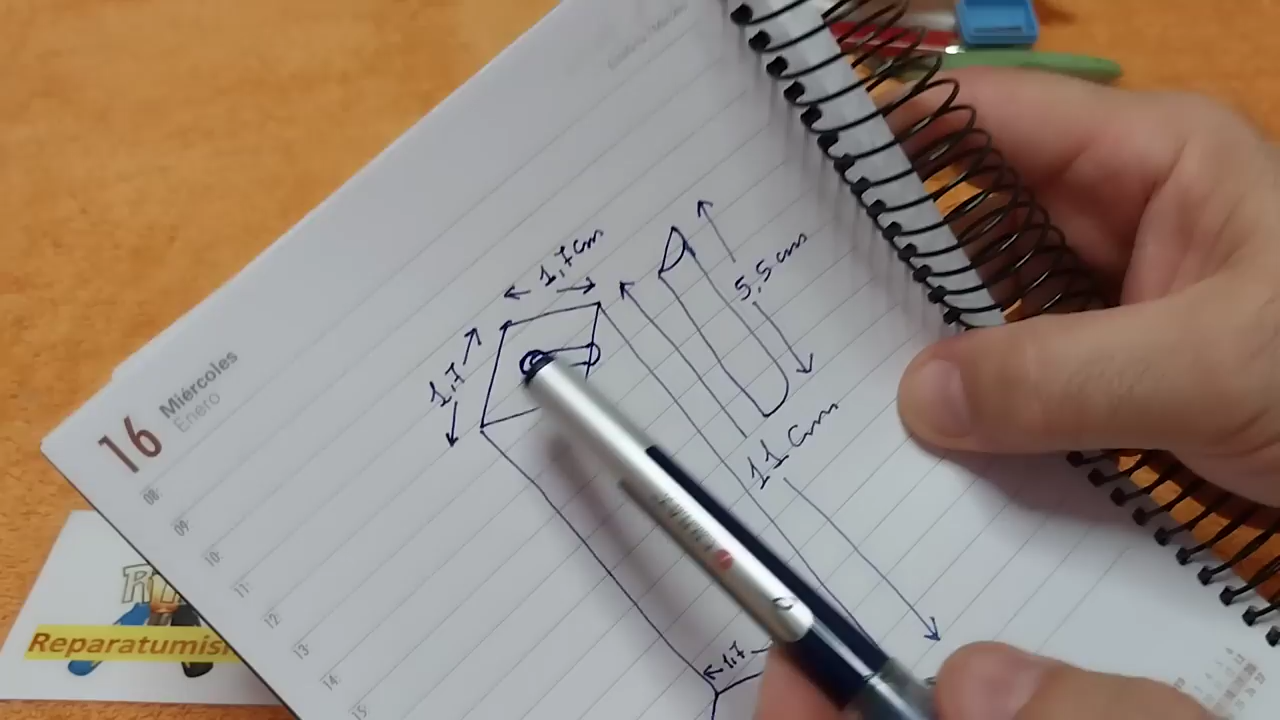 1,7 cm
1,7
5,5 cm
11 cm
1,7
16 Miércoles
Enero
08
09
10
11
12
13
14
15
Reparatumis